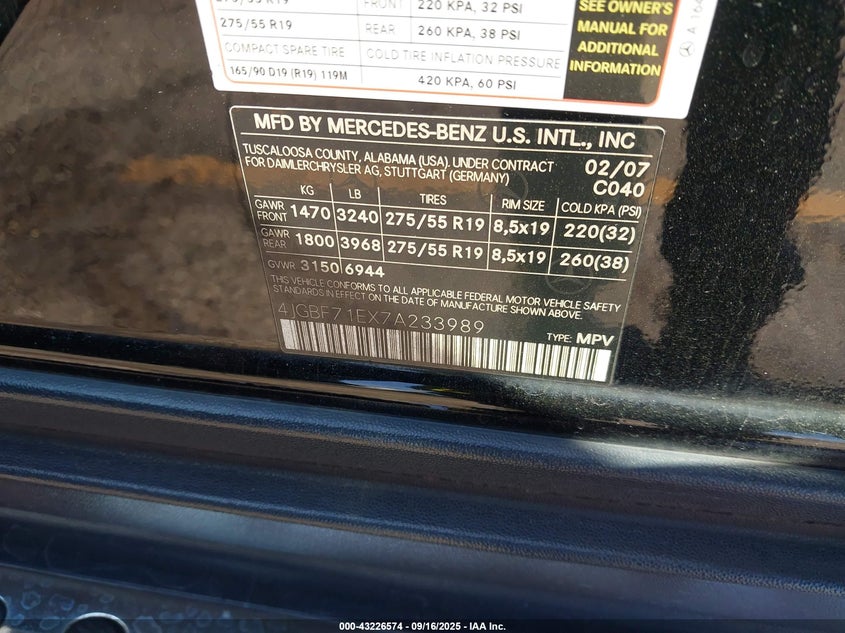 275/55 R19 FRONT 220 KPA, 32 PSI
275/55 R19 REAR 260 KPA, 38 PSI
COMPACT SPARE TIRE COLD TIRE INFLATION PRESSURE
165/90 D19 (R19) 119M 420 KPA, 60 PSI
SEE OWNER'S
MANUAL FOR
ADDITIONAL
INFORMATION
MFD BY MERCEDES-BENZ U.S. INTL., INC
TUSCALOOSA COUNTY, ALABAMA (USA). UNDER CONTRACT 02/07
FOR DAIMLERCHRYSLER AG, STUTTGART (GERMANY) C040
KG LB TIRES RIM SIZE COLD KPA (PSI)
GAWR FRONT 1470 3240 275/55 R19 8,5x19 220(32)
GAWR REAR 1800 3968 275/55 R19 8,5x19 260(38)
GVWR 3150 6944
THIS VEHICLE CONFORMS TO ALL APPLICABLE FEDERAL MOTOR VEHICLE SAFETY
STANDARDS IN EFFECT ON THE DATE OF MANUFACTURE SHOWN ABOVE.
4JGBF71EX7A233989
TYPE: MPV
000-43226574 - 09/16/2025 - IAA Inc.